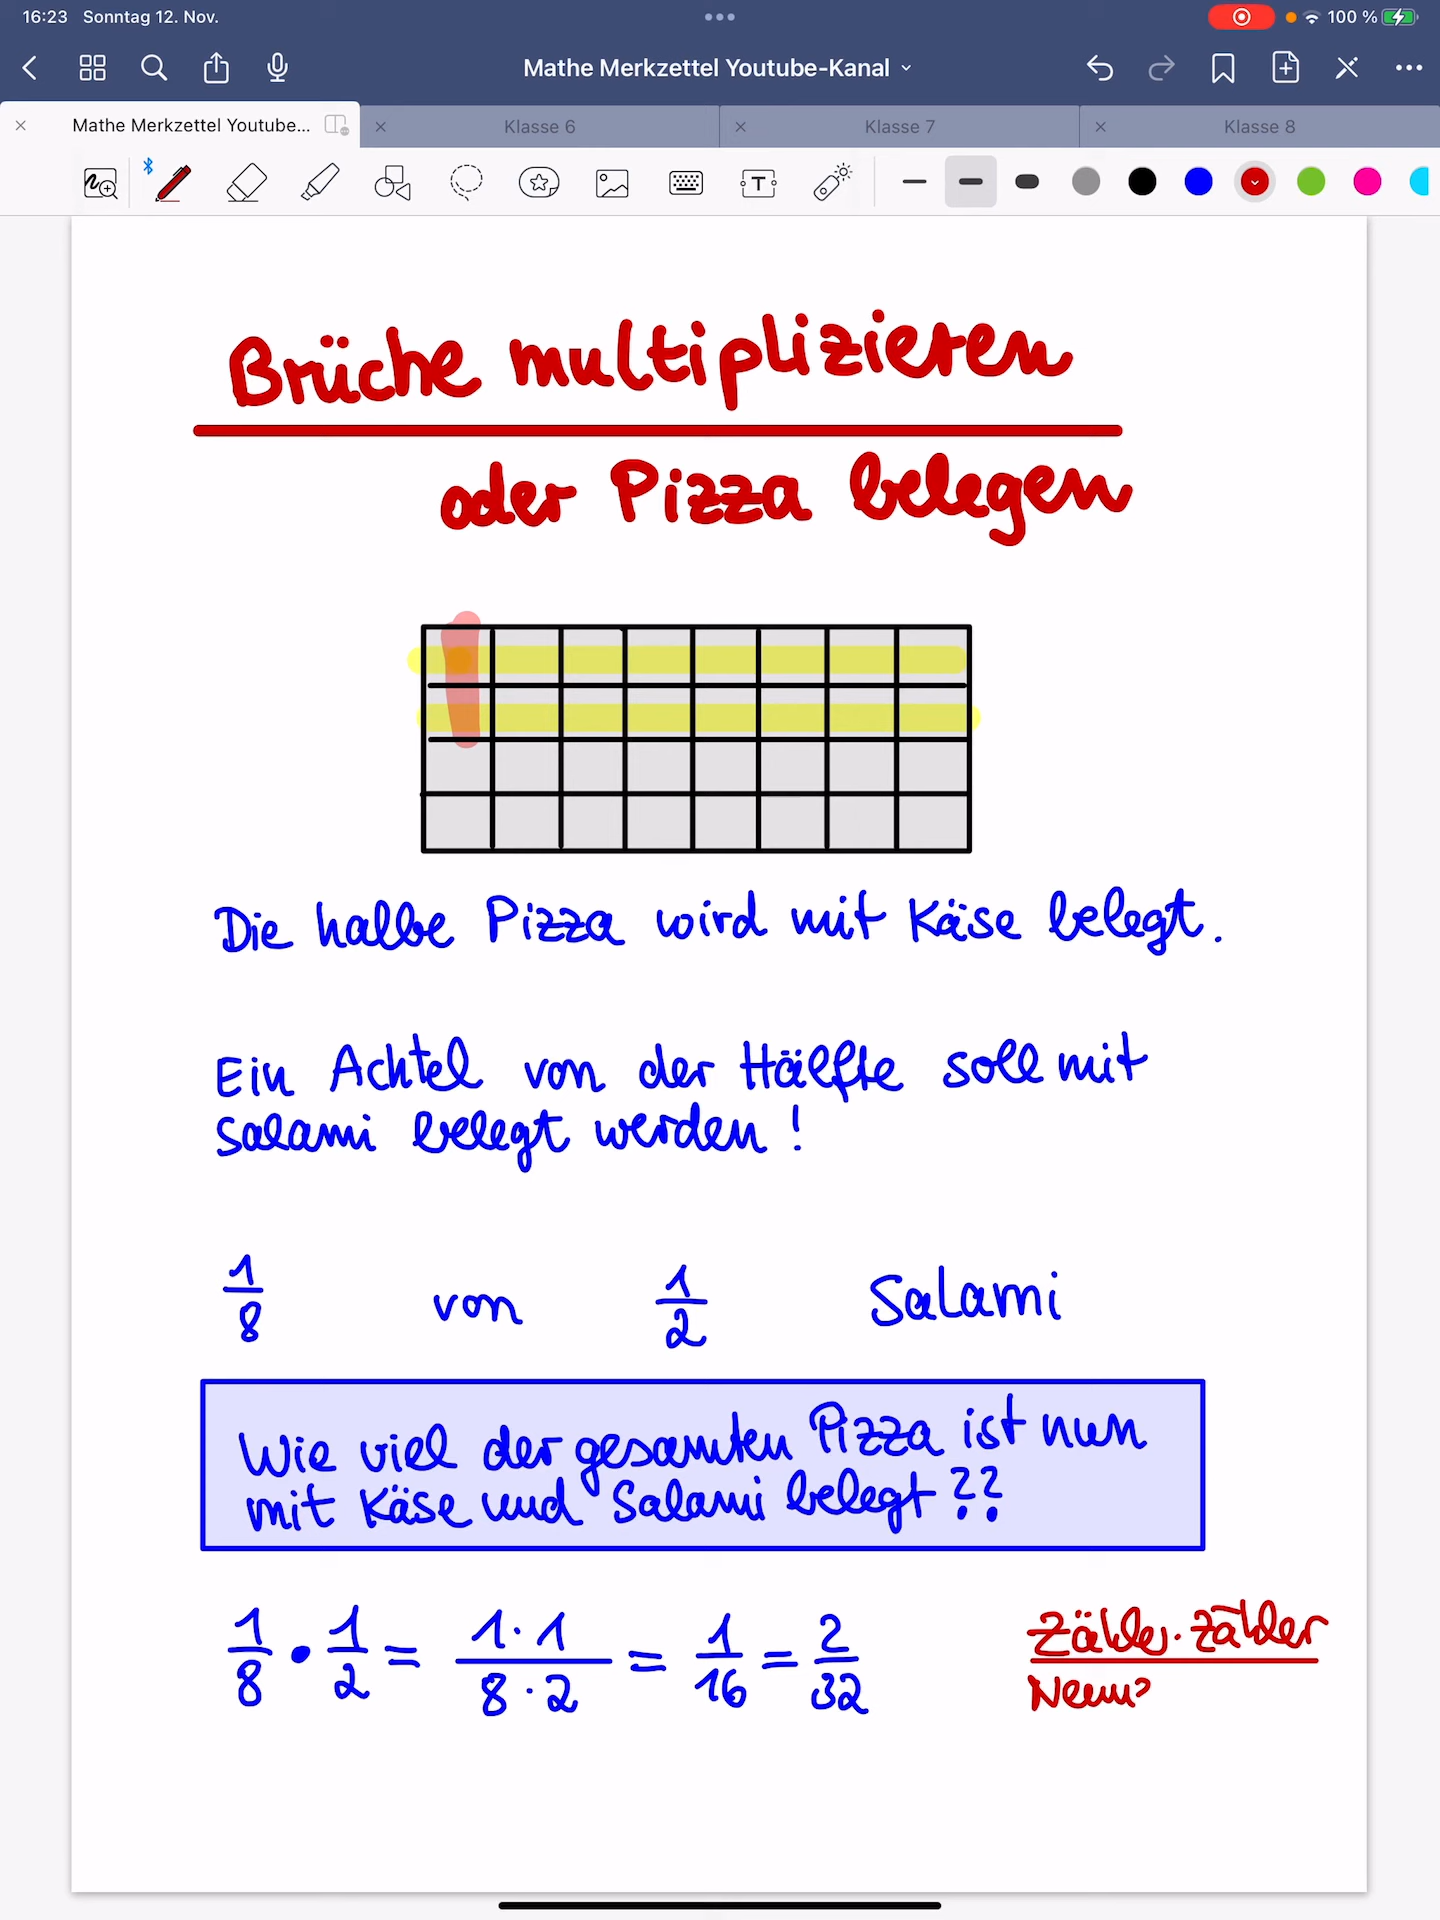 16:23 Sonntag 12. Nov.
100 %
Mathe Merkzettel Youtube-Kanal
Mathe Merkzettel Youtube...
Klasse 6
Klasse 7
Klasse 8
T
Brüche multiplizieren
oder Pizza belegen
Die halbe Pizza wird mit Käse belegt.
Ein Achtel von der Hälfte soll mit
Salami belegt werden!
1/8 von 1/2 Salami
Wie viel der gesamten Pizza ist nun
mit Käse und Salami belegt??
1/8 • 1/2 = 1·1/8·2 = 1/16 = 2/32
Zähler·Zähler